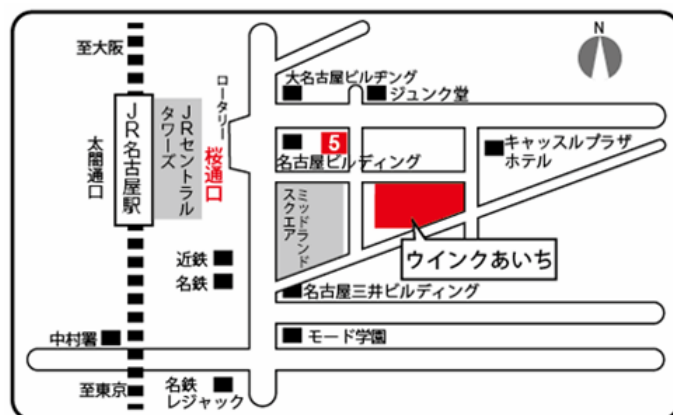 至大阪
N
大名古屋ビルヂング
ジュンク堂
ロータリー
JRセントラル
タワーズ
JR名古屋駅
太閤通口
桜通口
5
名古屋ビルディング
キャッスルプラザ
ホテル
ミッドランド
スクエア
ウインクあいち
近鉄
名鉄
名古屋三井ビルディング
中村署
モード学園
至東京
名鉄
レジャック